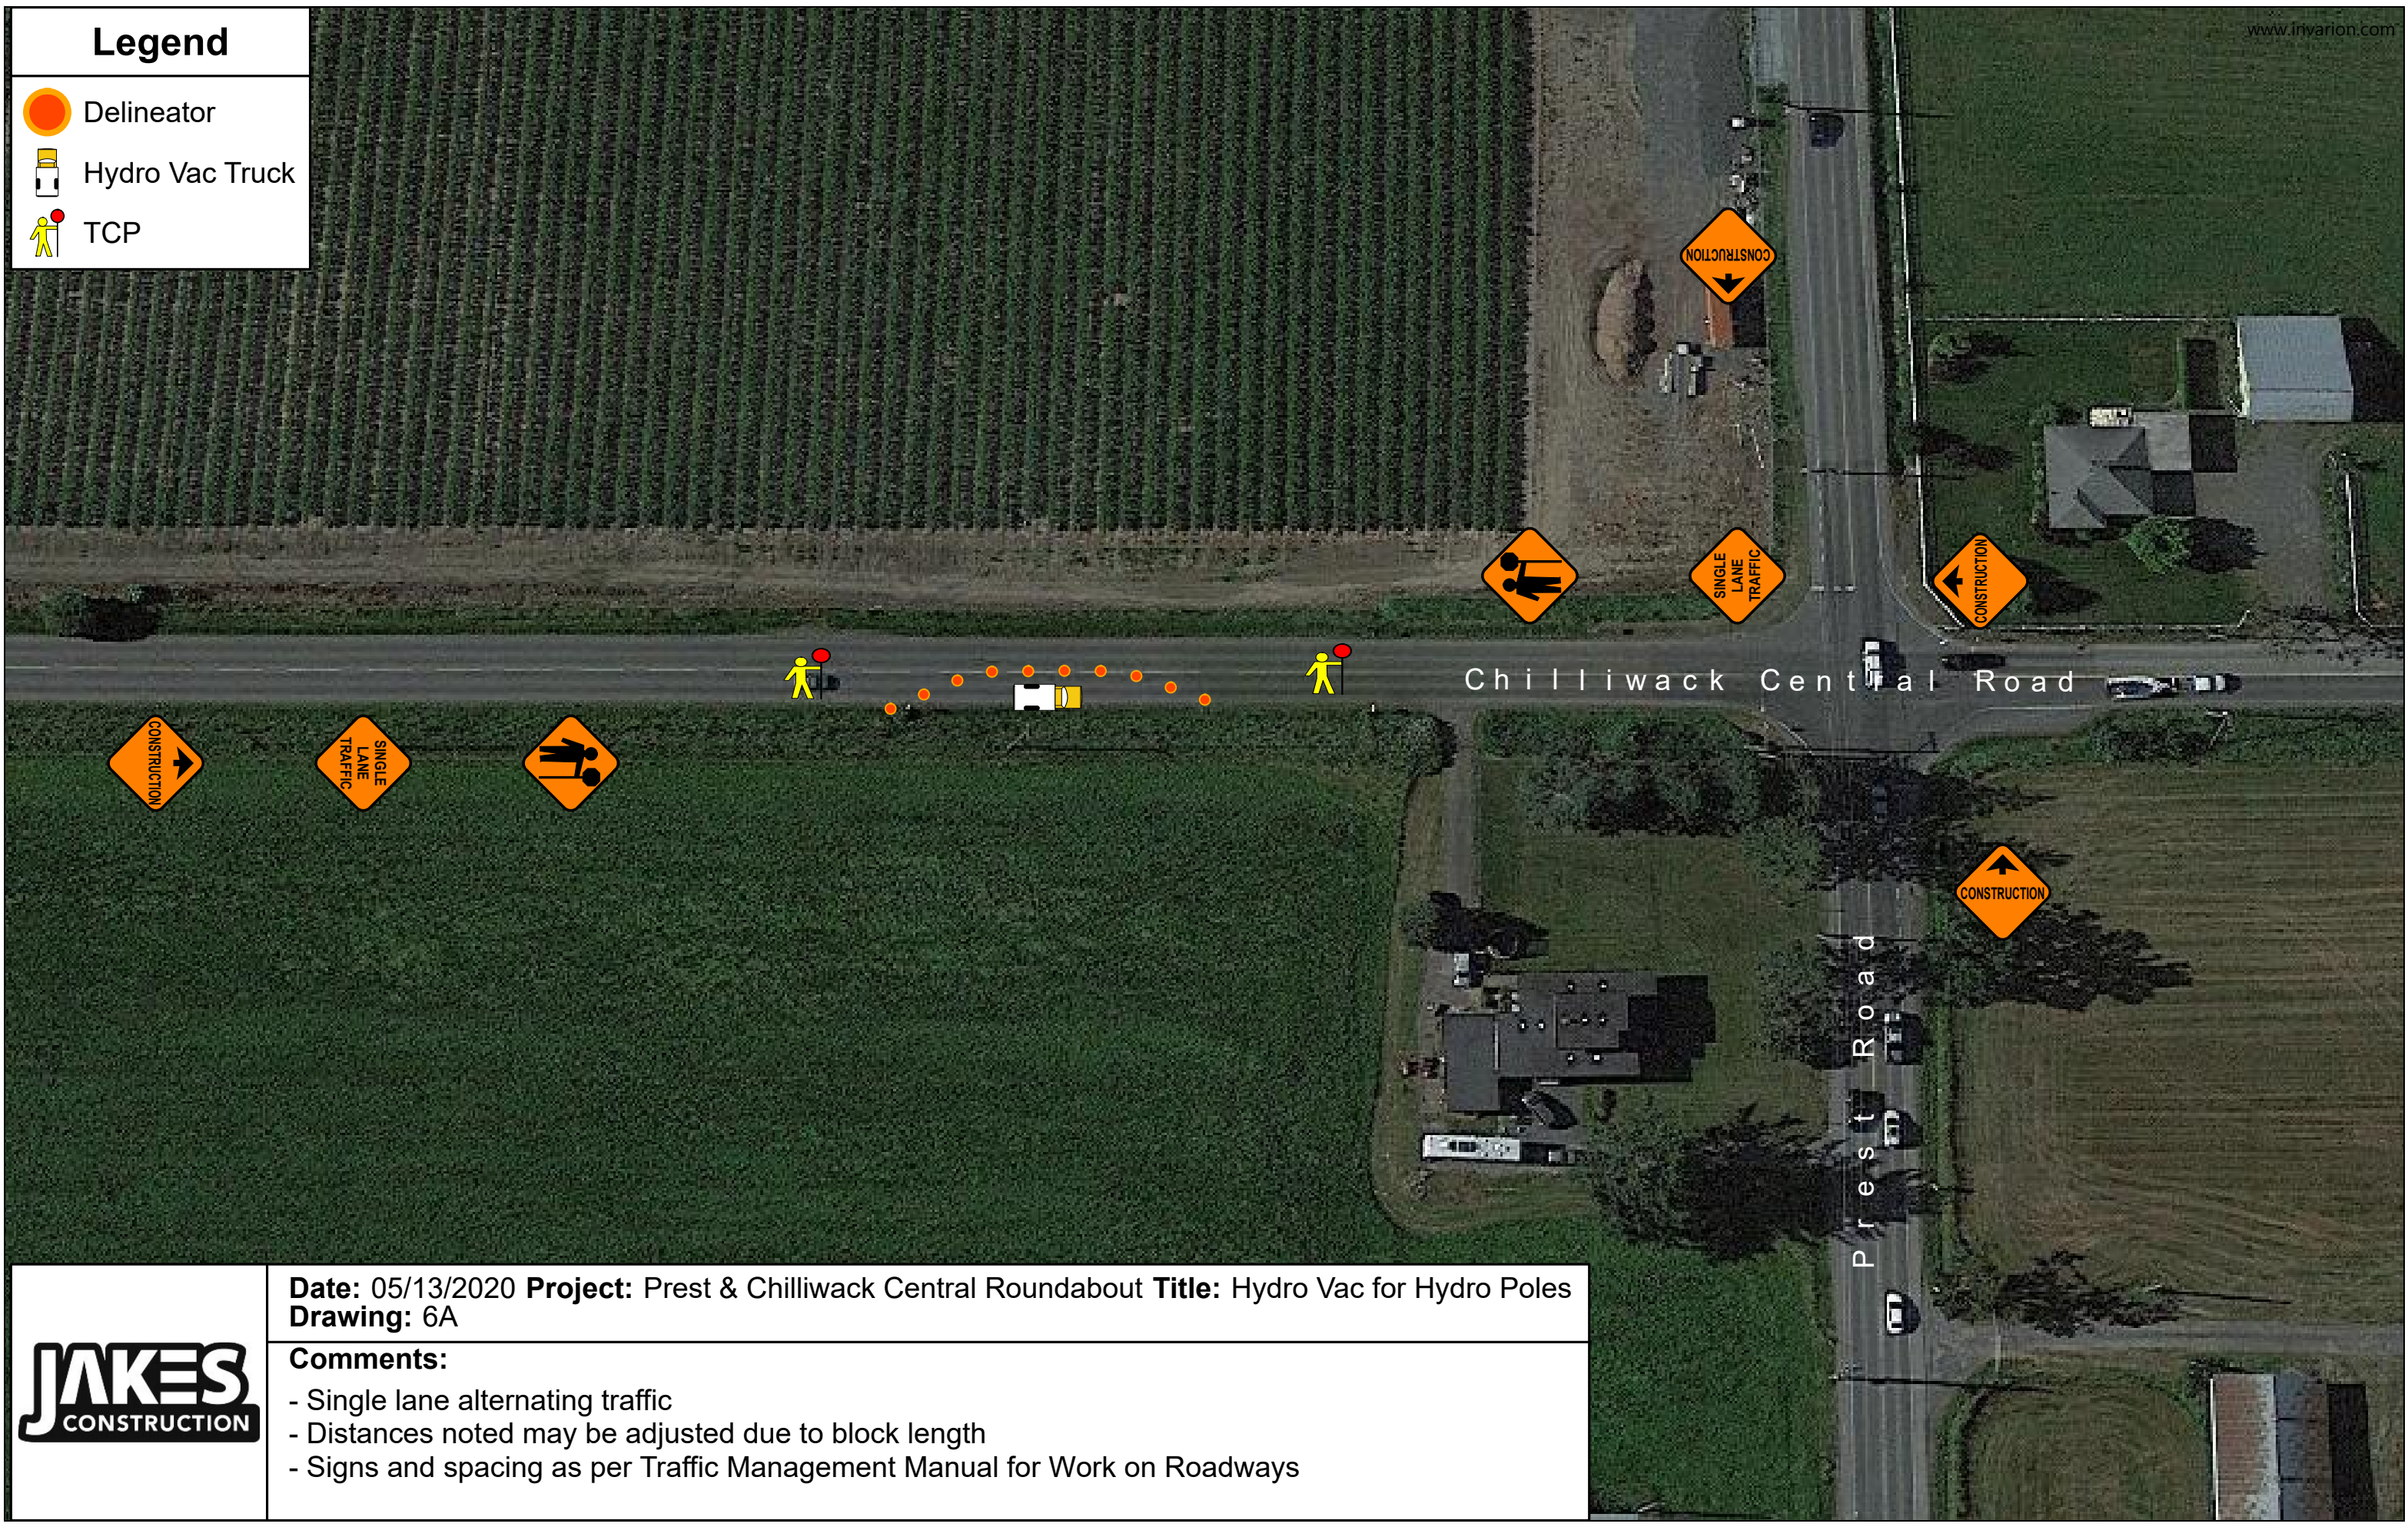 Legend
www.invarion.com
Delineator
Hydro Vac Truck
TCP
CONSTRUCTION
SINGLE
LANE
TRAFFIC
CONSTRUCTION
Chilliwack Central Road
CONSTRUCTION
SINGLE
LANE
TRAFFIC
CONSTRUCTION
Prest Road
Date: 05/13/2020 Project: Prest & Chilliwack Central Roundabout Title: Hydro Vac for Hydro Poles
Drawing: 6A
JAKES
CONSTRUCTION
Comments:
- Single lane alternating traffic
- Distances noted may be adjusted due to block length
- Signs and spacing as per Traffic Management Manual for Work on Roadways